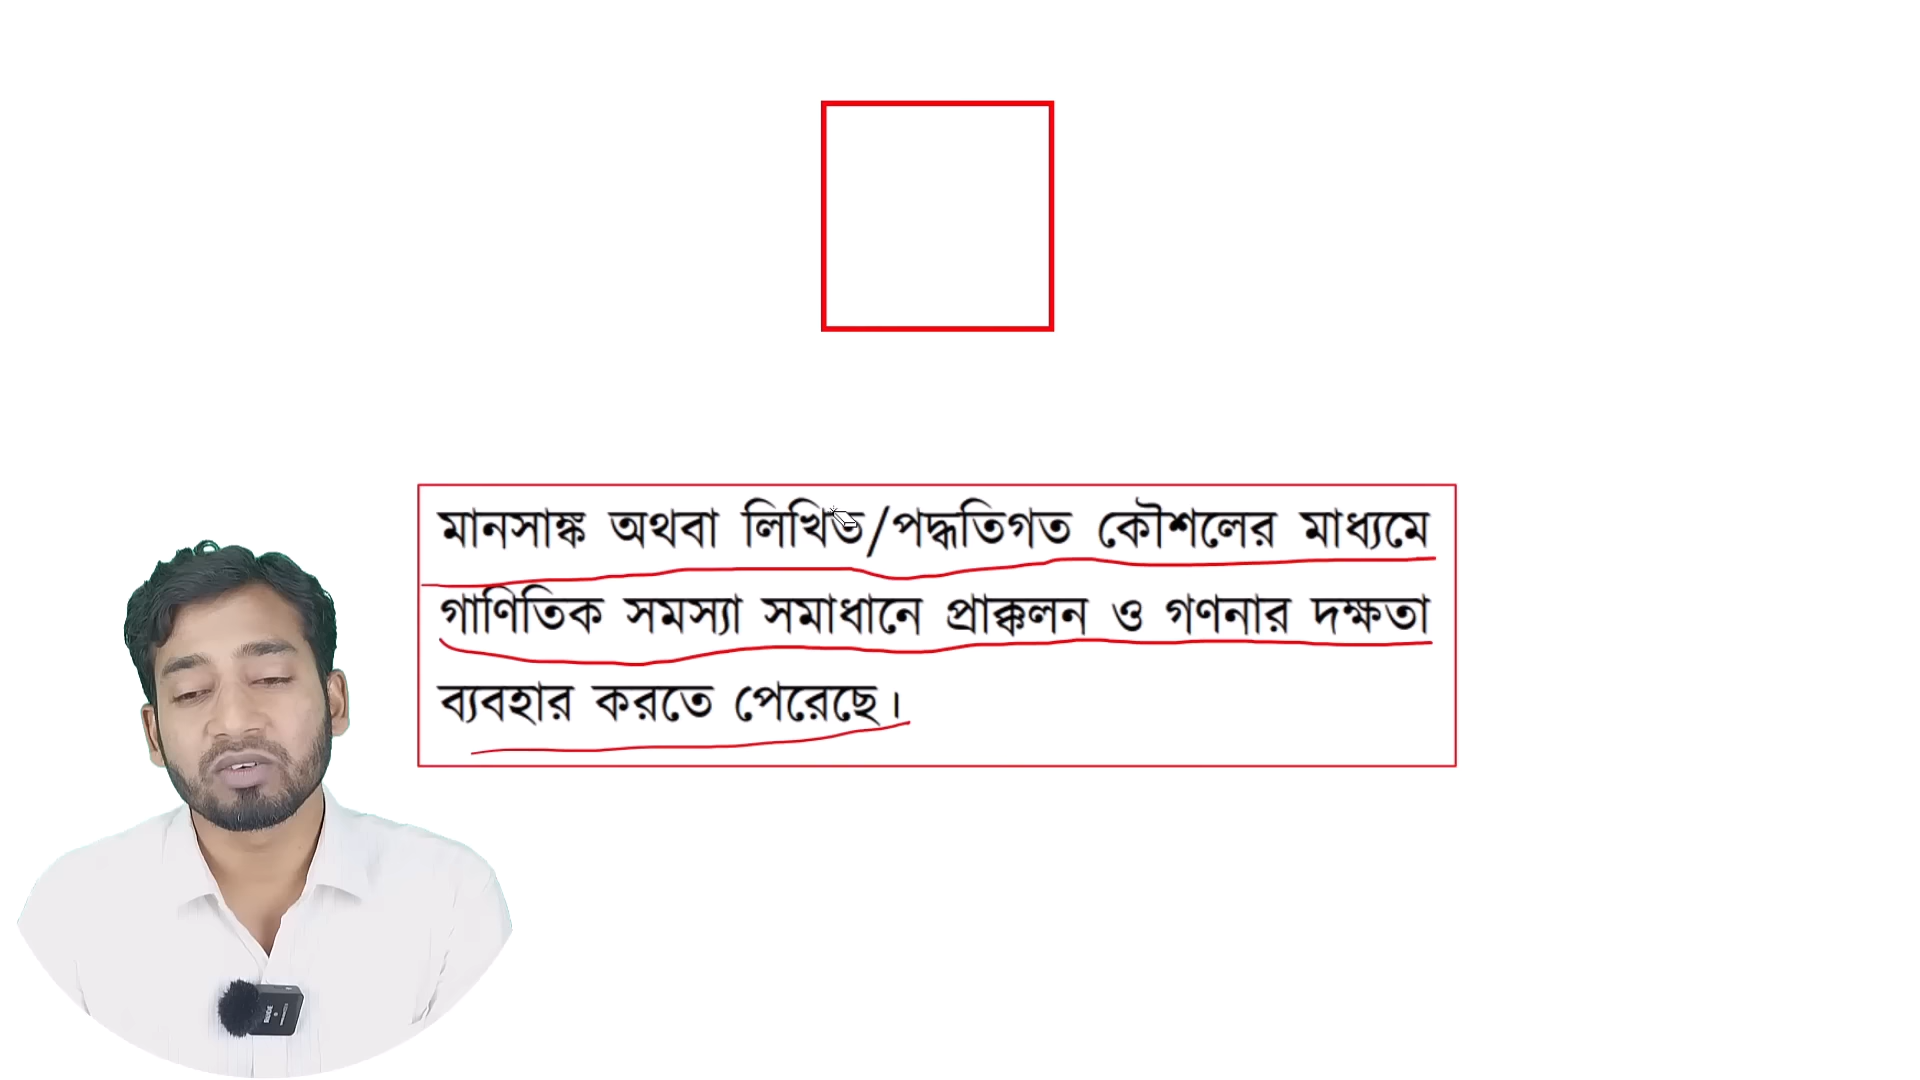 মানসাঙ্ক অথবা লিখিত/পদ্ধতিগত কৌশলের মাধ্যমে
গাণিতিক সমস্যা সমাধানে প্রাক্কলন ও গণনার দক্ষতা
ব্যবহার করতে পেরেছে।